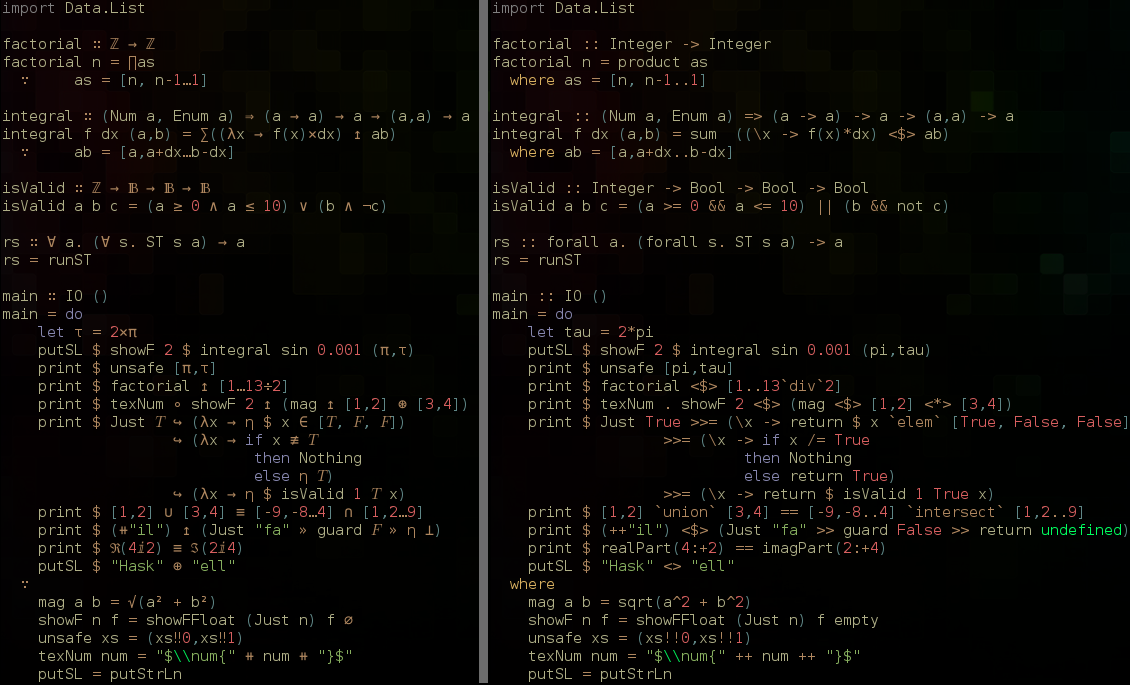 import Data.List

factorial ∷ ℤ → ℤ
factorial n = ∏as
  ∵     as = [n, n-1…1]

integral ∷ (Num a, Enum a) ⇒ (a → a) → a → (a,a) → a
integral f dx (a,b) = ∑((λx → f(x)×dx) ↥ ab)
  ∵     ab = [a,a+dx…b-dx]

isValid ∷ ℤ → 𝔹 → 𝔹 → 𝔹
isValid a b c = (a ≥ 0 ∧ a ≤ 10) ∨ (b ∧ ¬c)

rs ∷ ∀ a. (∀ s. ST s a) → a
rs = runST

main ∷ IO ()
main = do
    let τ = 2×π
    putSL $ showF 2 $ integral sin 0.001 (π,τ)
    print $ unsafe [π,τ]
    print $ factorial ↥ [1…13÷2]
    print $ texNum ∘ showF 2 ↥ (mag ↥ [1,2] ⊛ [3,4])
    print $ Just 𝑇 ↪ (λx → η $ x ∈ [𝑇, 𝐹, 𝐹])
                   ↪ (λx → if x ≢ 𝑇
                            then Nothing
                            else η 𝑇)
                   ↪ (λx → η $ isValid 1 𝑇 x)
    print $ [1,2] ∪ [3,4] ≡ [-9,-8…4] ∩ [1,2…9]
    print $ (⧺"il") ↥ (Just "fa" » guard 𝐹 » η ⊥)
    print $ ℜ(4ⅈ2) ≡ ℑ(2ⅈ4)
    putSL $ "Hask" ⊕ "ell"
  ∵
    mag a b = √(a² + b²)
    showF n f = showFFloat (Just n) f ∅
    unsafe xs = (xs‼0,xs‼1)
    texNum num = "$\\num{" ⧺ num ⧺ "}$"
    putSL = putStrLn
import Data.List

factorial :: Integer -> Integer
factorial n = product as
  where as = [n, n-1..1]

integral :: (Num a, Enum a) => (a -> a) -> a -> (a,a) -> a
integral f dx (a,b) = sum  ((\x -> f(x)*dx) <$> ab)
  where ab = [a,a+dx..b-dx]

isValid :: Integer -> Bool -> Bool -> Bool
isValid a b c = (a >= 0 && a <= 10) || (b && not c)

rs :: forall a. (forall s. ST s a) -> a
rs = runST

main :: IO ()
main = do
    let tau = 2*pi
    putSL $ showF 2 $ integral sin 0.001 (pi,tau)
    print $ unsafe [pi,tau]
    print $ factorial <$> [1..13`div`2]
    print $ texNum . showF 2 <$> (mag <$> [1,2] <*> [3,4])
    print $ Just True >>= (\x -> return $ x `elem` [True, False, False]
                   >>= (\x -> if x /= True
                            then Nothing
                            else return True)
                   >>= (\x -> return $ isValid 1 True x)
    print $ [1,2] `union` [3,4] == [-9,-8..4] `intersect` [1,2..9]
    print $ (++"il") <$> (Just "fa" >> guard False >> return undefined)
    print $ realPart(4:+2) == imagPart(2:+4)
    putSL $ "Hask" <> "ell"
  where
    mag a b = sqrt(a^2 + b^2)
    showF n f = showFFloat (Just n) f empty
    unsafe xs = (xs!!0,xs!!1)
    texNum num = "$\\num{" ++ num ++ "}$"
    putSL = putStrLn